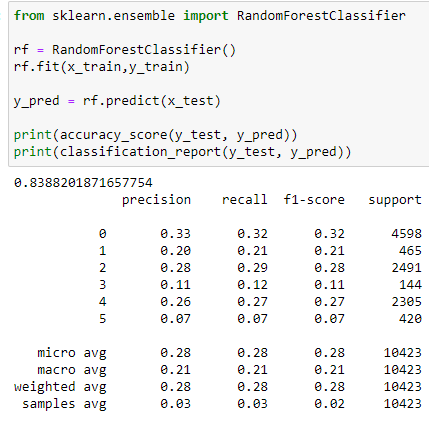 from sklearn.ensemble import RandomForestClassifier
rf = RandomForestClassifier()
rf.fit(x_train,y_train)
y_pred = rf.predict(x_test)
print(accuracy_score(y_test, y_pred))
print(classification_report(y_test, y_pred))
0.8388201871657754
precision recall f1-score support
0 0.33 0.32 0.32 4598
1 0.20 0.21 0.21 465
2 0.28 0.29 0.28 2491
3 0.11 0.12 0.11 144
4 0.26 0.27 0.27 2305
5 0.07 0.07 0.07 420
micro avg 0.28 0.28 0.28 10423
macro avg 0.21 0.21 0.21 10423
weighted avg 0.28 0.28 0.28 10423
samples avg 0.03 0.03 0.02 10423